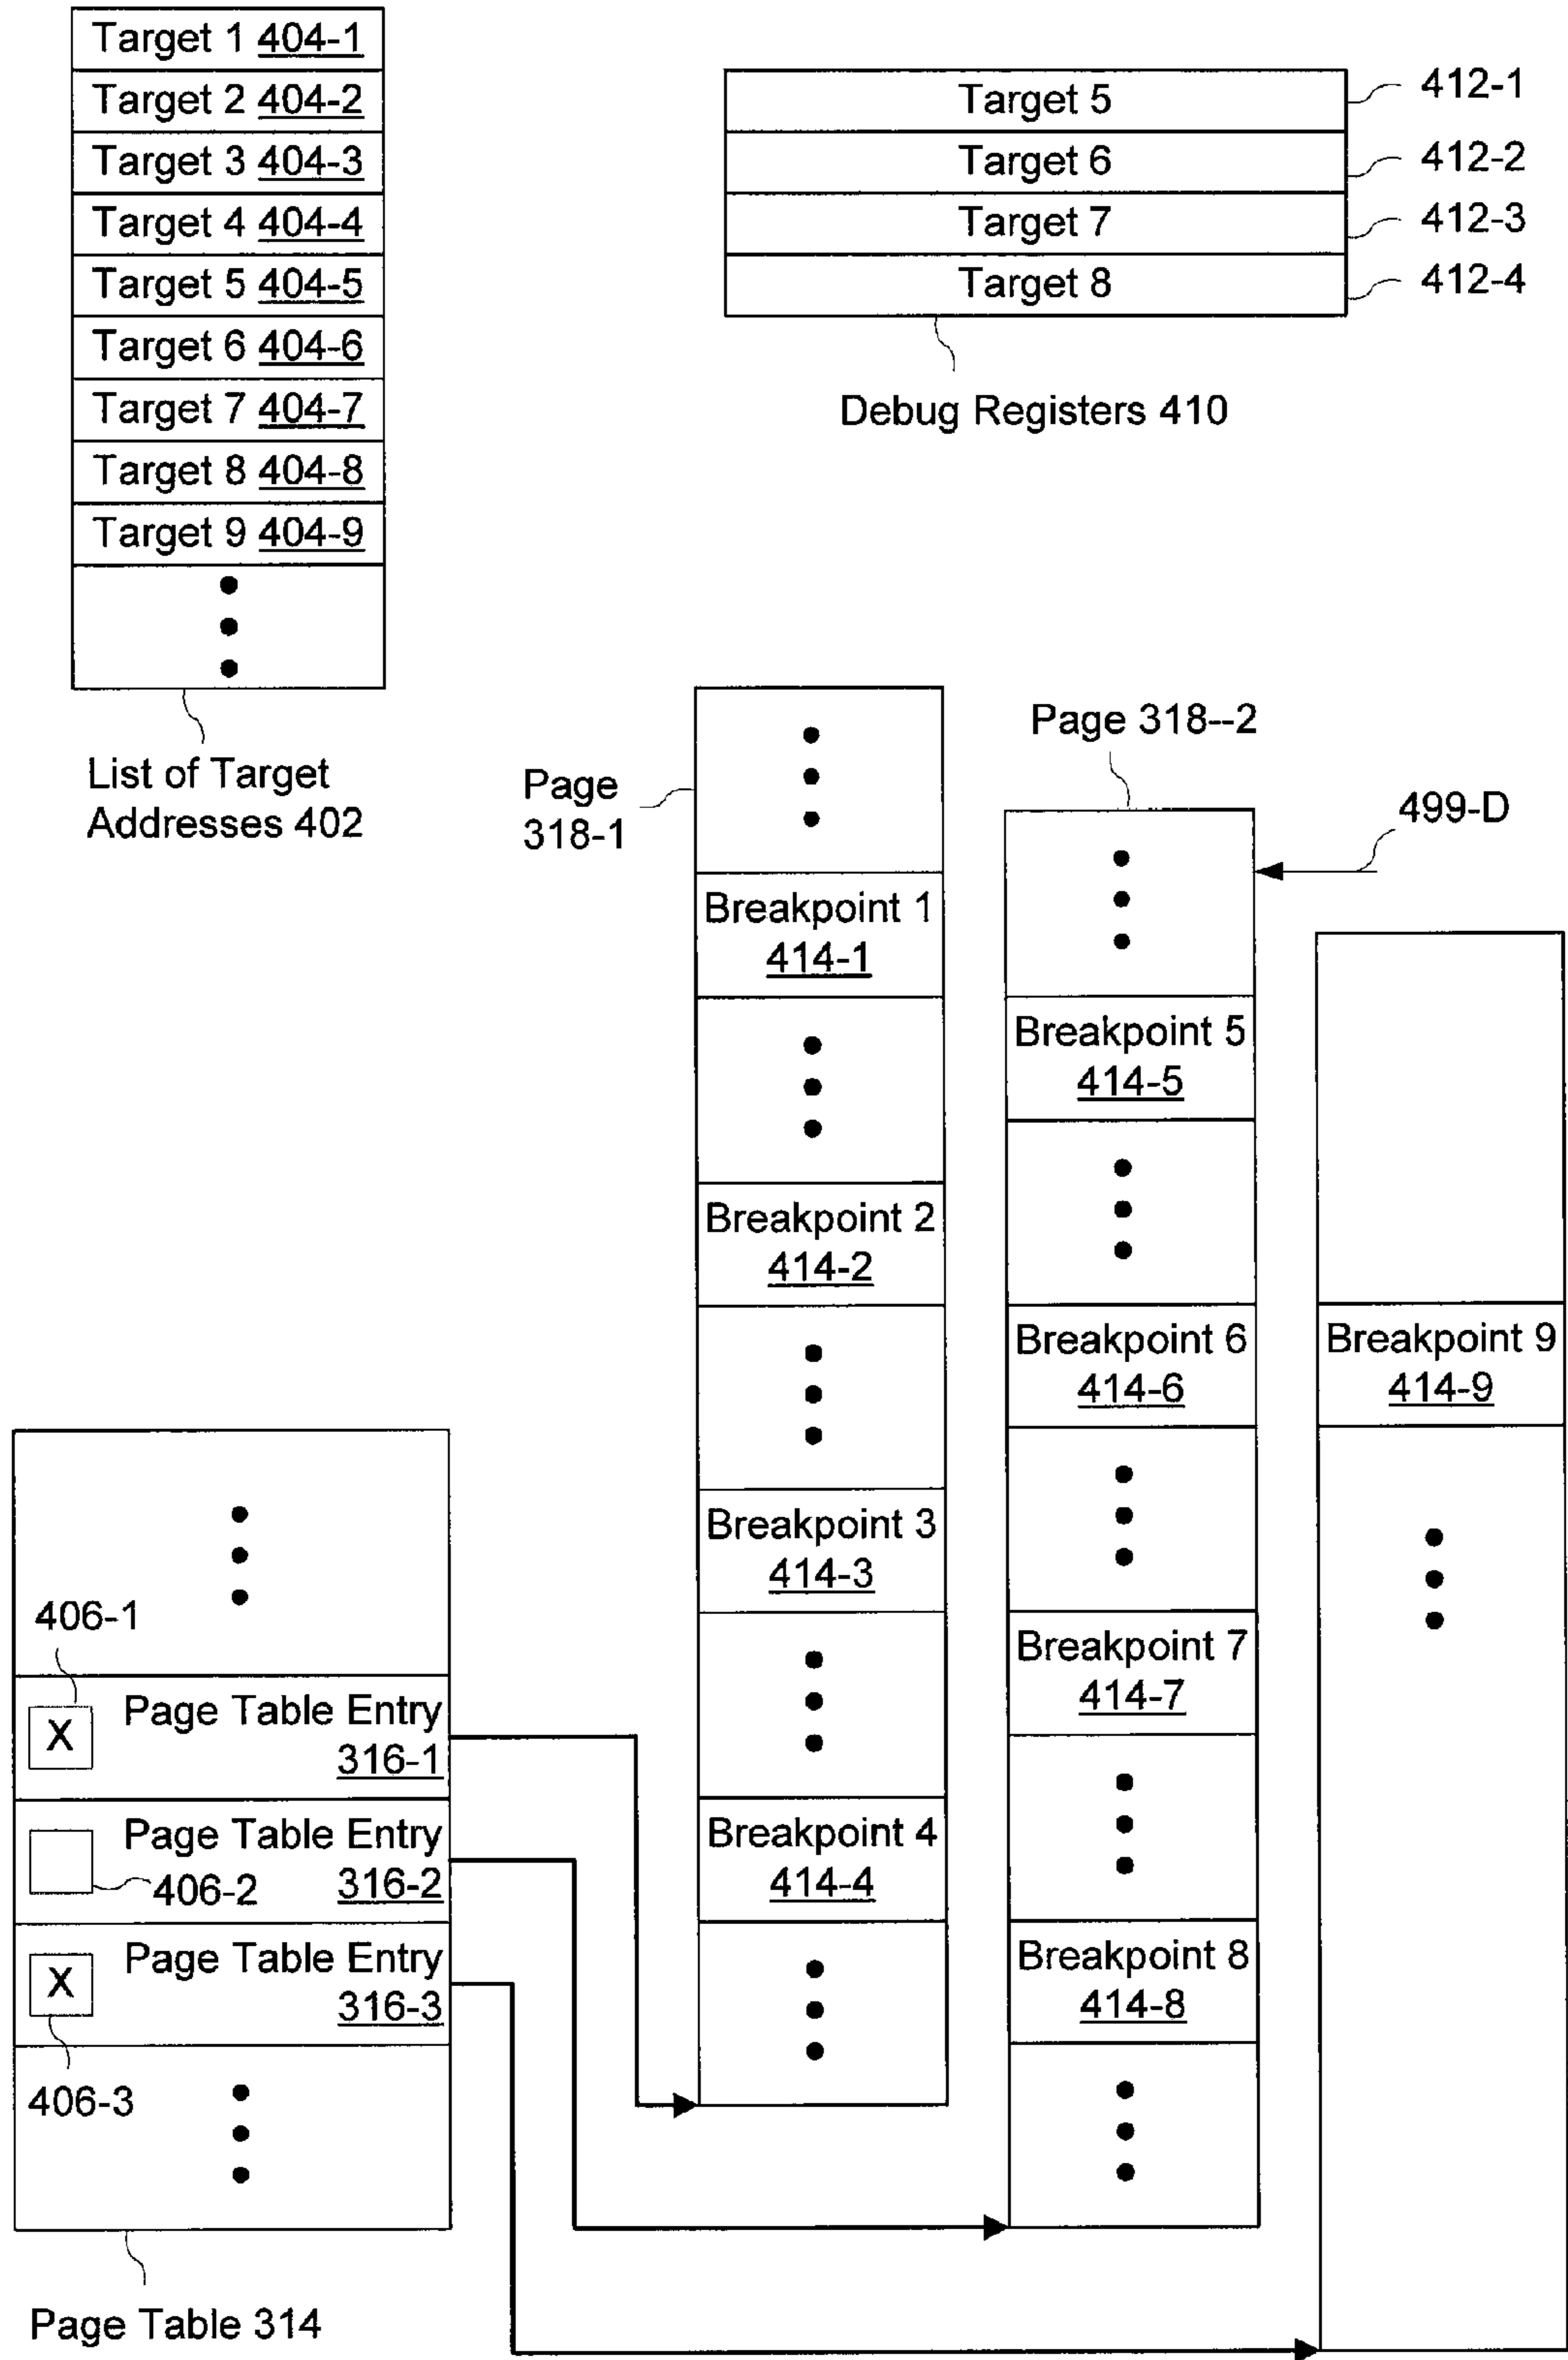 Target 1 404-1
Target 2 404-2
Target 3 404-3
Target 4 404-4
Target 5 404-5
Target 6 404-6
Target 7 404-7
Target 8 404-8
Target 9 404-9
List of Target
Addresses 402
Target 5
412-1
Target 6
412-2
Target 7
412-3
Target 8
412-4
Debug Registers 410
Page
318-1
Breakpoint 1
414-1
Breakpoint 2
414-2
Breakpoint 3
414-3
Breakpoint 4
414-4
Page 318--2
499-D
Breakpoint 5
414-5
Breakpoint 6
414-6
Breakpoint 7
414-7
Breakpoint 8
414-8
Breakpoint 9
414-9
406-1
X
Page Table Entry
316-1
Page Table Entry
406-2
316-2
X
Page Table Entry
316-3
406-3
Page Table 314